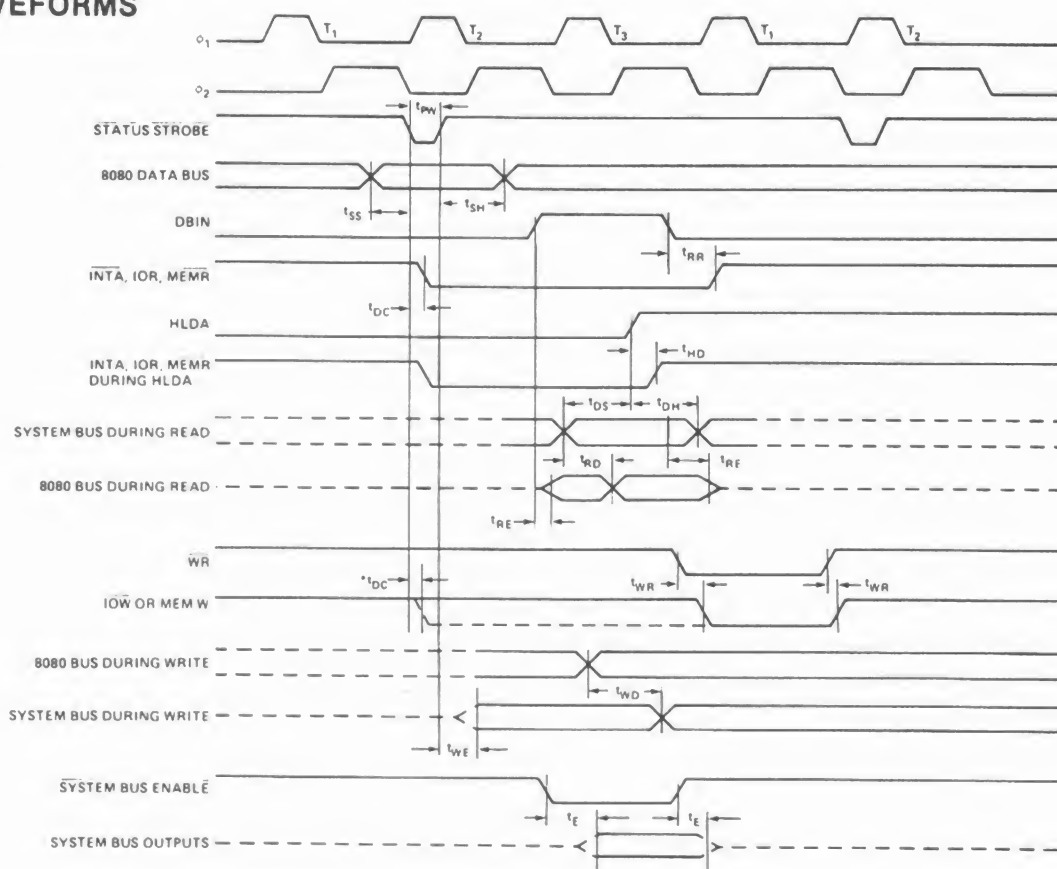 VEFORMS
φ1 T1 T2 T3 T1 T2
φ2
tPW
STATUS STROBE
8080 DATA BUS
tSS tSH
DBIN
tRR
INTA, IOR, MEMR
tDC
HLDA
tHD
INTA, IOR, MEMR
DURING HLDA
tDS tDH
SYSTEM BUS DURING READ
tRD tRE
8080 BUS DURING READ
tRE
WR
*tDC tWR tWR
IOW OR MEM W
8080 BUS DURING WRITE
tWD
SYSTEM BUS DURING WRITE
tWE
SYSTEM BUS ENABLE
tE tE
SYSTEM BUS OUTPUTS